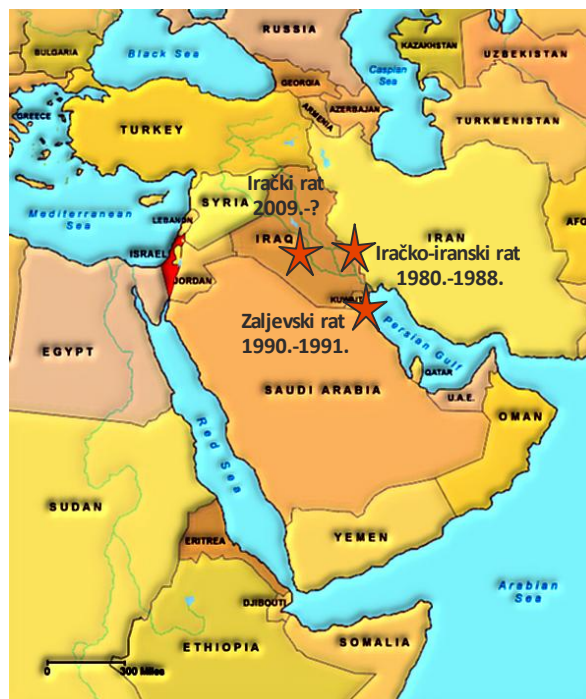 RUSSIA
KAZAKHSTAN
BULGARIA
Black Sea
UZBEKISTAN
Caspian
Sea
GEORGIA
GREECE
ARMENIA
AZERBAIJAN
TURKMENISTAN
TURKEY
Irački rat
2009.-?
SYRIA
Mediterranean
Sea
LEBANON
AFG
IRAQ
IRAN
ISRAEL
Iračko-iranski rat
1980.-1988.
JORDAN
KUWAIT
Zaljevski rat
1990.-1991.
Persian Gulf
EGYPT
QATAR
SAUDI ARABIA
U.A.E.
OMAN
Red Sea
SUDAN
YEMEN
ERITREA
Arabian
Sea
DJIBOUTI
ETHIOPIA
SOMALIA
0 300 Miles